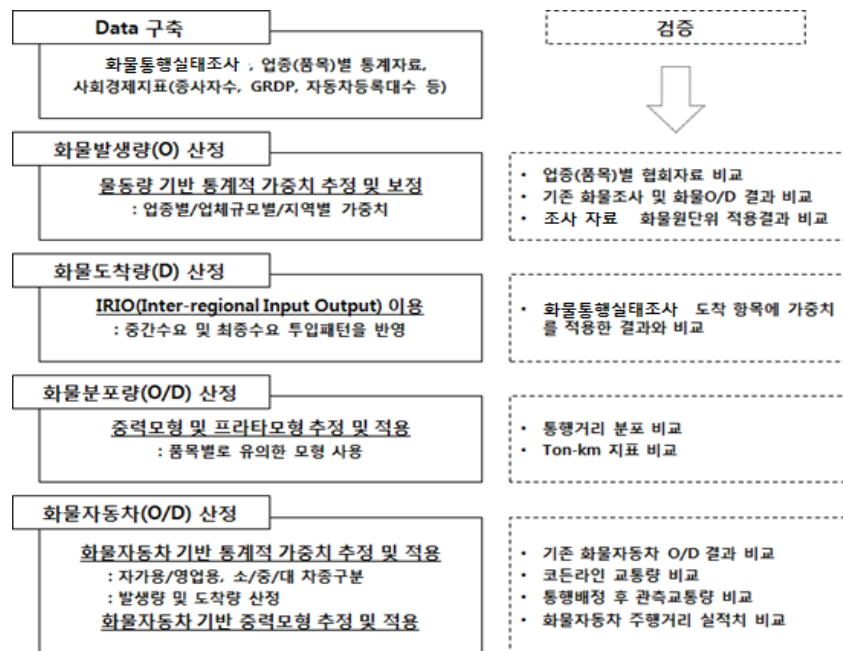 Data 구축
화물통행실태조사 , 업종(품목)별 통계자료,
사회경제지표(종사자수, GRDP, 자동차등록대수 등)
검증
화물발생량(O) 산정
물동량 기반 통계적 가중치 추정 및 보정
: 업종별/업체규모별/지역별 가중치
• 업종(품목)별 협회자료 비교
• 기존 화물조사 및 화물O/D 결과 비교
• 조사 자료 화물원단위 적용결과 비교
화물도착량(D) 산정
IRIO(Inter-regional Input Output) 이용
: 중간수요 및 최종수요 투입패턴을 반영
• 화물통행실태조사 도착 항목에 가중치
를 적용한 결과와 비교
화물분포량(O/D) 산정
중력모형 및 프라타모형 추정 및 적용
: 품목별로 유의한 모형 사용
• 통행거리 분포 비교
• Ton-km 지표 비교
화물자동차(O/D) 산정
화물자동차 기반 통계적 가중치 추정 및 적용
: 자가용/영업용, 소/중/대 차종구분
: 발생량 및 도착량 산정
화물자동차 기반 중력모형 추정 및 적용
• 기존 화물자동차 O/D 결과 비교
• 코든라인 교통량 비교
• 통행배정 후 관측교통량 비교
• 화물자동차 주행거리 실적치 비교